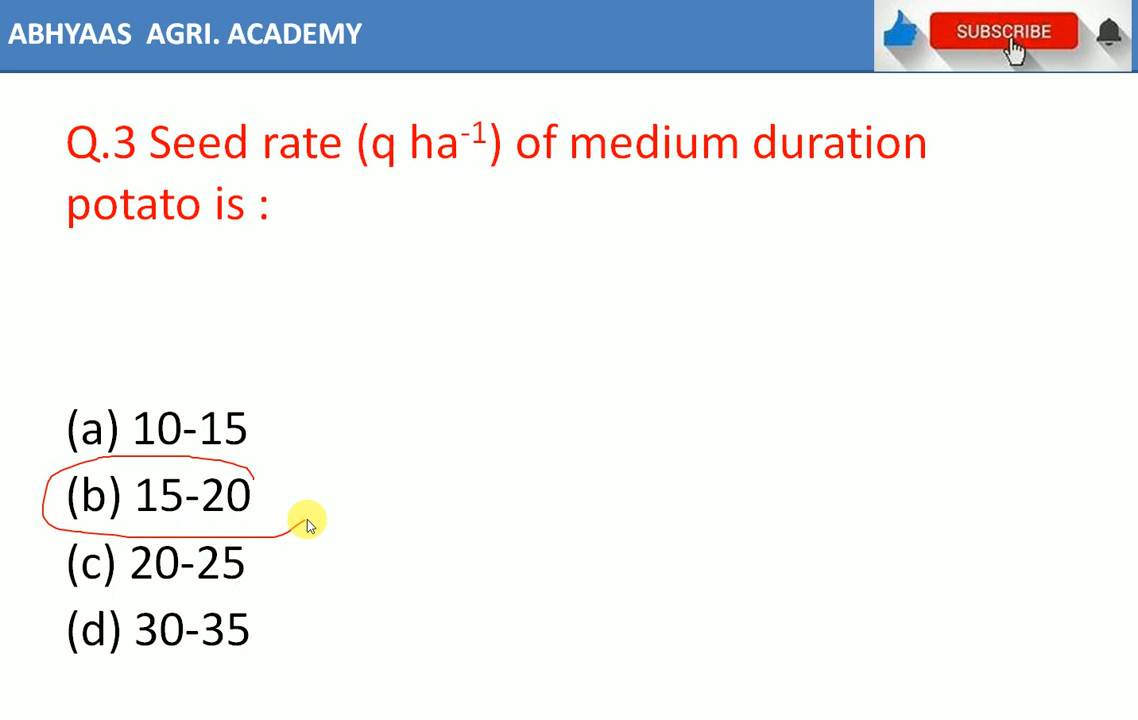 ABHYAAS AGRI. ACADEMY
SUBSCRIBE
Q.3 Seed rate (q ha⁻¹) of medium duration
potato is :
(a) 10-15
(b) 15-20
(c) 20-25
(d) 30-35